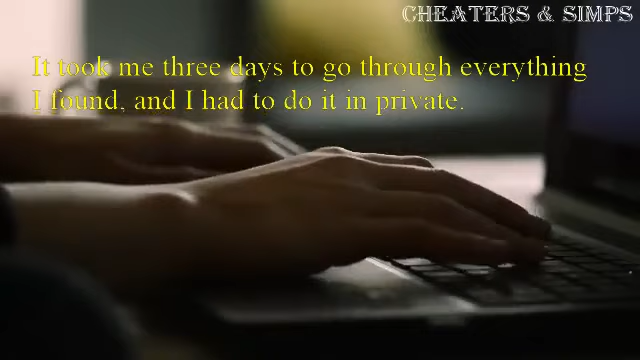 CHEATERS & SIMPS
It took me three days to go through everything
I found, and I had to do it in private.